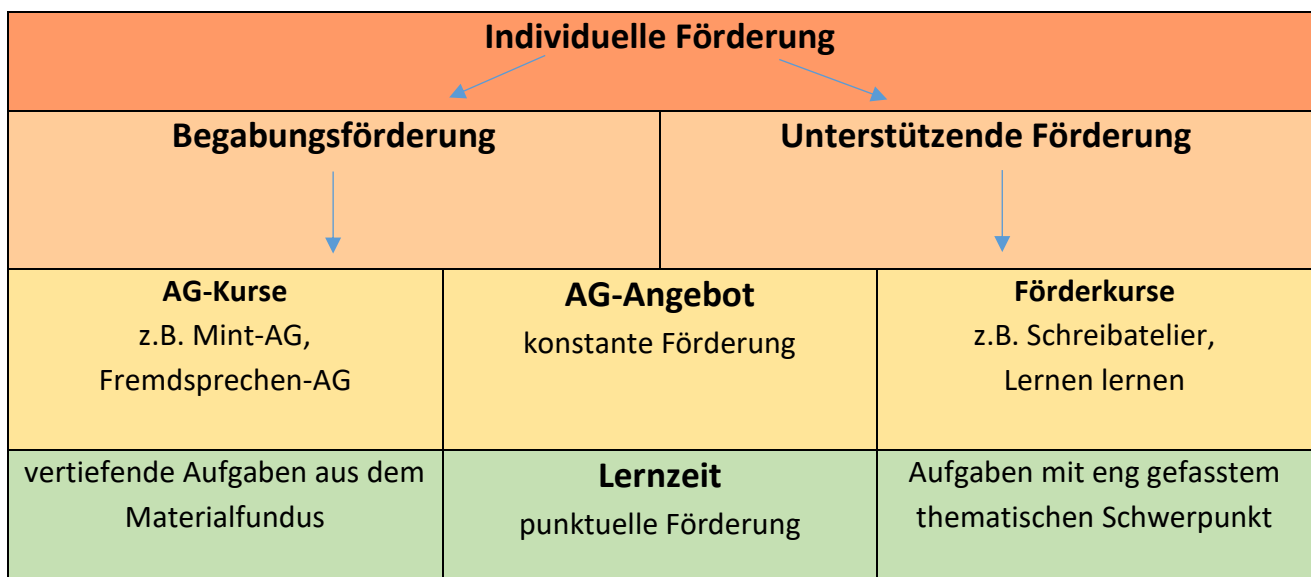 Individuelle Förderung
Begabungsförderung
Unterstützende Förderung
AG-Kurse
z.B. Mint-AG,
Fremdsprechen-AG
AG-Angebot
konstante Förderung
Förderkurse
z.B. Schreibatelier,
Lernen lernen
vertiefende Aufgaben aus dem
Materialfundus
Lernzeit
punktuelle Förderung
Aufgaben mit eng gefasstem
thematischen Schwerpunkt